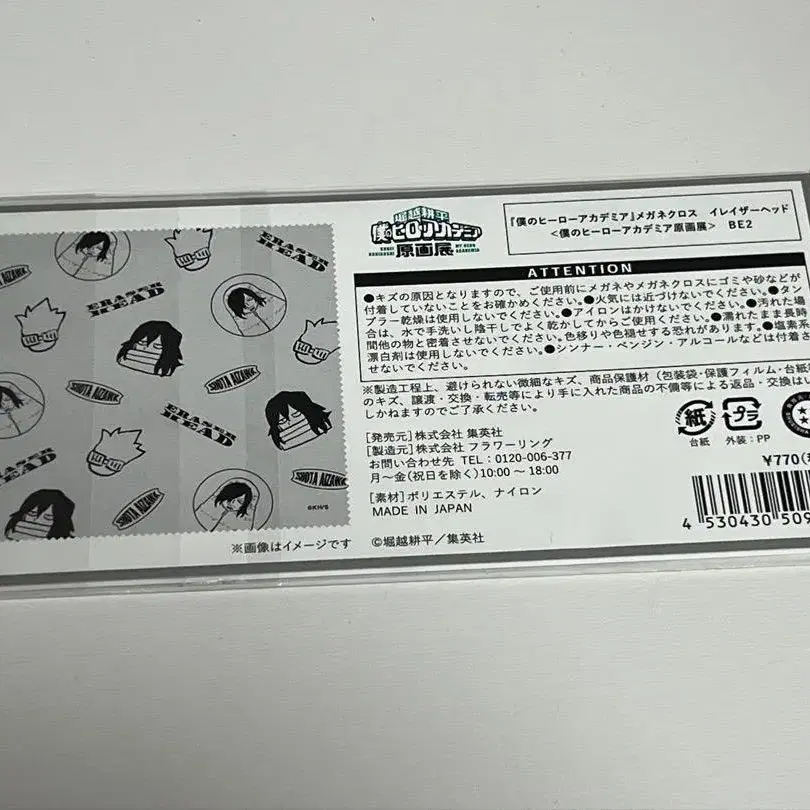 堀越耕平
僕のヒーローアカデミア
KOHEI HORIKOSHI
MY HERO ACADEMIA
原画展
『僕のヒーローアカデミア』メガネクロス イレイザーヘッド
<僕のヒーローアカデミア原画展> BE2
ATTENTION
●キズの原因となりますので、ご使用前にメガネやメガネクロスにゴミや砂などが
付着していないことをお確かめください。●火気には近づけないでください。●タン
ブラー乾燥は使用しないでください。●アイロンはかけないでください。●汚れた場
合は、水で手洗いし陰干しでよく乾かしてからご使用ください。●濡れたまま長時
間他の物と密着させないでください。色移りや色褪せする恐れがあります。●塩素系
漂白剤は使用しないでください。●シンナー・ベンジン・アルコールなどは付着さ
せないでください。
※製造工程上、避けられない微細なキズ、商品保護材（包装袋・保護フィルム・台紙等
のキズ、譲渡・交換・転売等により手に入れた商品の不備等による返品・交換は
しかねますのでご了承ください。
[発売元]株式会社 集英社
[製造元]株式会社 フラワーリング
お問い合わせ先 TEL：0120-006-377
月〜金(祝日を除く)10:00 〜 18:00
[素材]ポリエステル、ナイロン
MADE IN JAPAN
©堀越耕平／集英社
紙
台紙
プラ
外装：PP
¥770
4 530430 509
※画像はイメージです
SHOTA AIZAWA
ERASER
HEAD
SHOTA AIZAWA
SHOTA AIZAWA
ERASER
HEAD
ERASER
HEAD
ERASER
HEAD
SHOTA AIZAWA
SHOTA AIZAWA
©KH/S